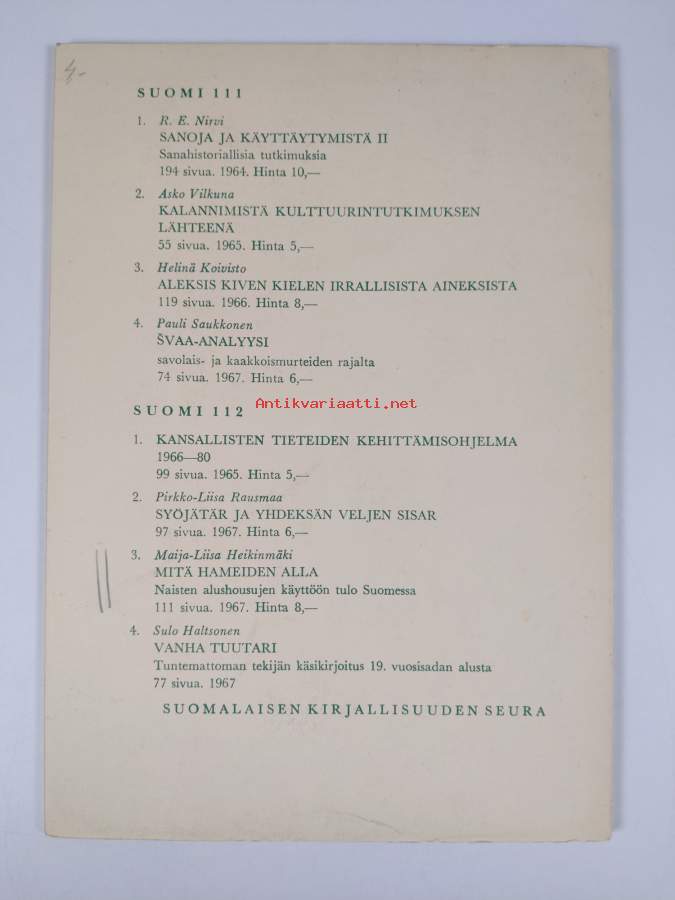 4.-
SUOMI 111
1. R. E. Nirvi
SANOJA JA KÄYTTÄYTYMISTÄ II
Sanahistoriallisia tutkimuksia
194 sivua. 1964. Hinta 10,—
2. Asko Vilkuna
KALANNIMISTÄ KULTTUURINTUTKIMUKSEN
LÄHTEENÄ
55 sivua. 1965. Hinta 5,—
3. Helinä Koivisto
ALEKSIS KIVEN KIELEN IRRALLISISTA AINEKSISTA
119 sivua. 1966. Hinta 8,—
4. Pauli Saukkonen
ŠVAA-ANALYYSI
savolais- ja kaakkoismurteiden rajalta
74 sivua. 1967. Hinta 6,—
Antikvariaatti.net
SUOMI 112
1. KANSALLISTEN TIETEIDEN KEHITTÄMISOHJELMA
1966—80
99 sivua. 1965. Hinta 5,—
2. Pirkko-Liisa Rausmaa
SYÖJÄTÄR JA YHDEKSÄN VELJEN SISAR
97 sivua. 1967. Hinta 6,—
3. Maija-Liisa Heikinmäki
MITÄ HAMEIDEN ALLA
Naisten alushousujen käyttöön tulo Suomessa
111 sivua. 1967. Hinta 8,—
4. Sulo Haltsonen
VANHA TUUTARI
Tuntemattoman tekijän käsikirjoitus 19. vuosisadan alusta
77 sivua. 1967
SUOMALAISEN KIRJALLISUUDEN SEURA